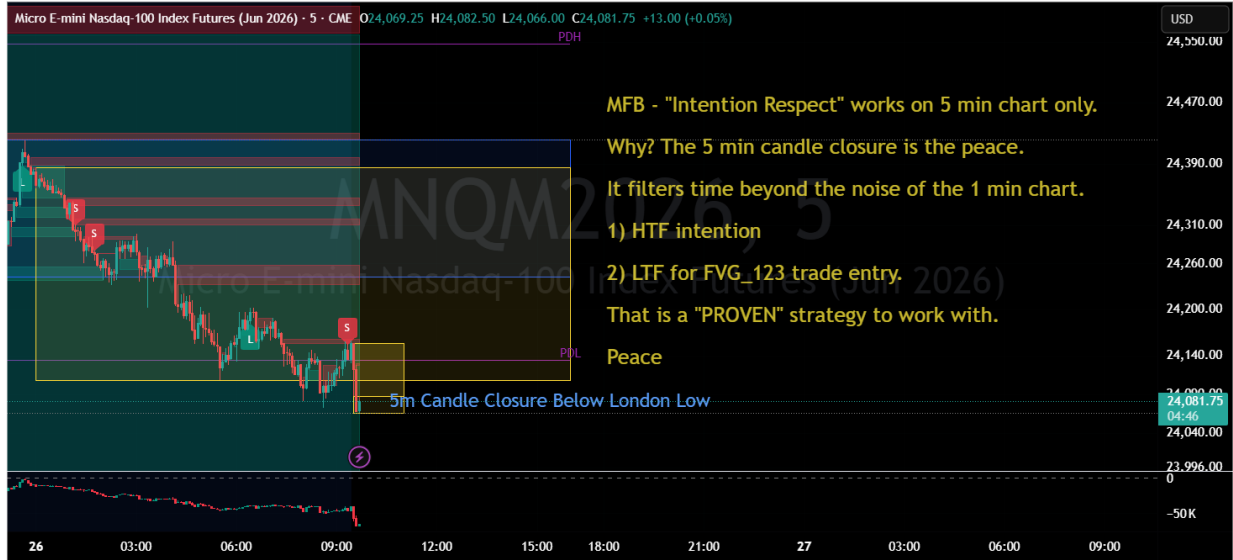 Micro E-mini Nasdaq-100 Index Futures (Jun 2026) · 5 · CME O24,069.25 H24,082.50 L24,066.00 C24,081.75 +13.00 (+0.05%)
USD
24,550.00
PDH
24,470.00
MFB - "Intention Respect" works on 5 min chart only.
Why? The 5 min candle closure is the peace.
24,390.00
It filters time beyond the noise of the 1 min chart.
L
S
S
MNQM2026, 5
24,310.00
1) HTF intention
24,260.00
2) LTF for FVG_123 trade entry.
Micro E-mini Nasdaq-100 Index Futures (Jun 2026)
24,200.00
That is a "PROVEN" strategy to work with.
S
L
PDL
24,140.00
Peace
5m Candle Closure Below London Low
24,081.75
04:46
24,040.00
23,996.00
0
−50K
26 03:00 06:00 09:00 12:00 15:00 18:00 21:00 27 03:00 06:00 09:00